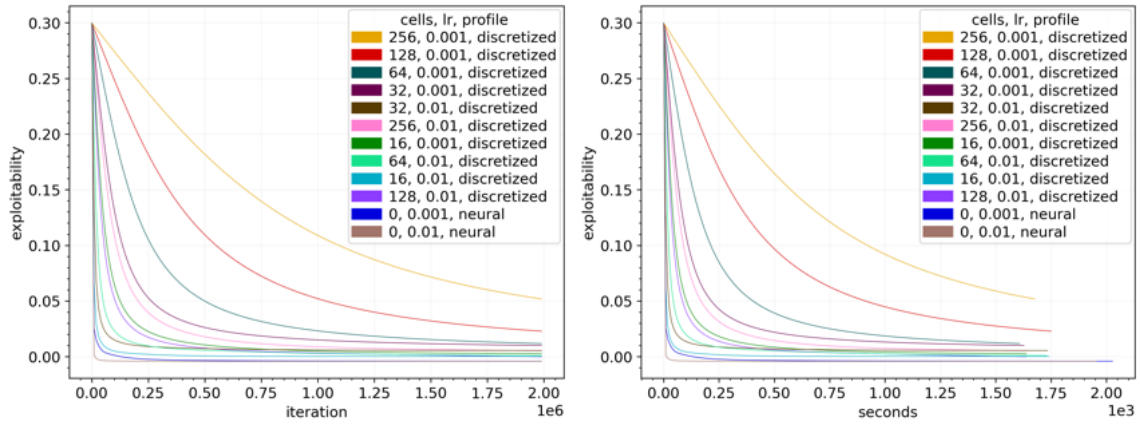 cells, lr, profile
256, 0.001, discretized
128, 0.001, discretized
64, 0.001, discretized
32, 0.001, discretized
32, 0.01, discretized
256, 0.01, discretized
16, 0.001, discretized
64, 0.01, discretized
16, 0.01, discretized
128, 0.01, discretized
0, 0.001, neural
0, 0.01, neural
0.30
0.25
0.20
0.15
0.10
0.05
0.00
exploitability
0.00 0.25 0.50 0.75 1.00 1.25 1.50 1.75 2.00
1e6
iteration
cells, lr, profile
256, 0.001, discretized
128, 0.001, discretized
64, 0.001, discretized
32, 0.001, discretized
32, 0.01, discretized
256, 0.01, discretized
16, 0.001, discretized
64, 0.01, discretized
16, 0.01, discretized
128, 0.01, discretized
0, 0.001, neural
0, 0.01, neural
0.30
0.25
0.20
0.15
0.10
0.05
0.00
exploitability
0.00 0.25 0.50 0.75 1.00 1.25 1.50 1.75 2.00
1e3
seconds